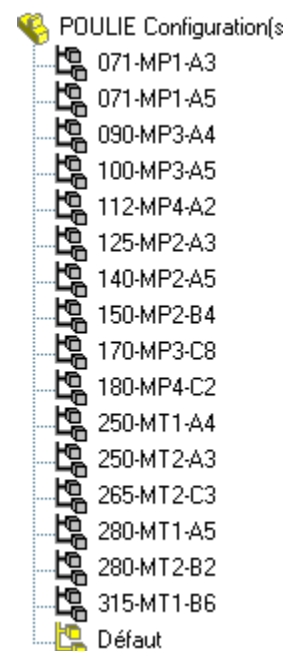 POULIE Configuration(s
071-MP1-A3
071-MP1-A5
090-MP3-A4
100-MP3-A5
112-MP4-A2
125-MP2-A3
140-MP2-A5
150-MP2-B4
170-MP3-C8
180-MP4-C2
250-MT1-A4
250-MT2-A3
265-MT2-C3
280-MT1-A5
280-MT2-B2
315-MT1-B6
Défaut